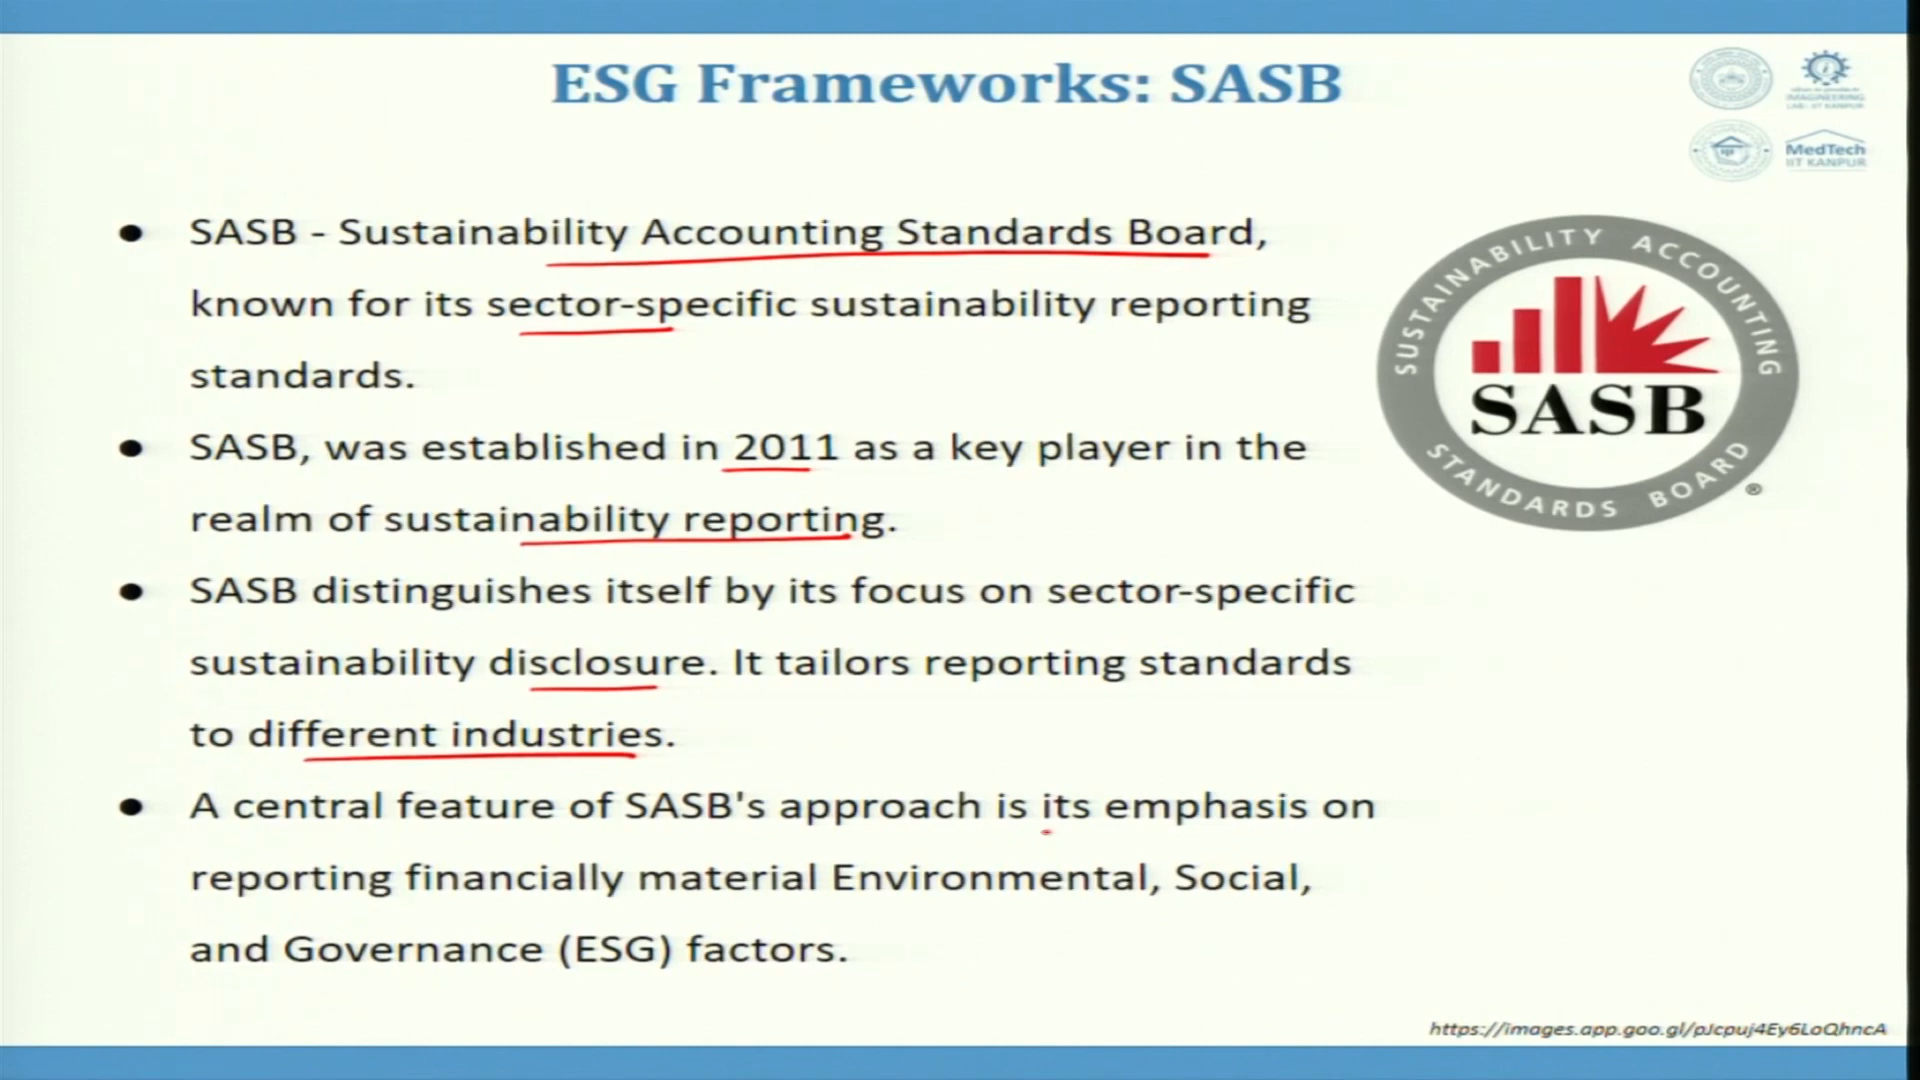 ESG Frameworks: SASB
IMAGINEERING
LAB IIT KANPUR
MedTech
IIT KANPUR
● SASB - Sustainability Accounting Standards Board,
known for its sector-specific sustainability reporting
standards.
● SASB, was established in 2011 as a key player in the
realm of sustainability reporting.
● SASB distinguishes itself by its focus on sector-specific
sustainability disclosure. It tailors reporting standards
to different industries.
● A central feature of SASB's approach is its emphasis on
reporting financially material Environmental, Social,
and Governance (ESG) factors.
SUSTAINABILITY ACCOUNTING
SASB
STANDARDS BOARD
®
https://images.app.goo.gl/pJcpuj4Ey6LoQhncA